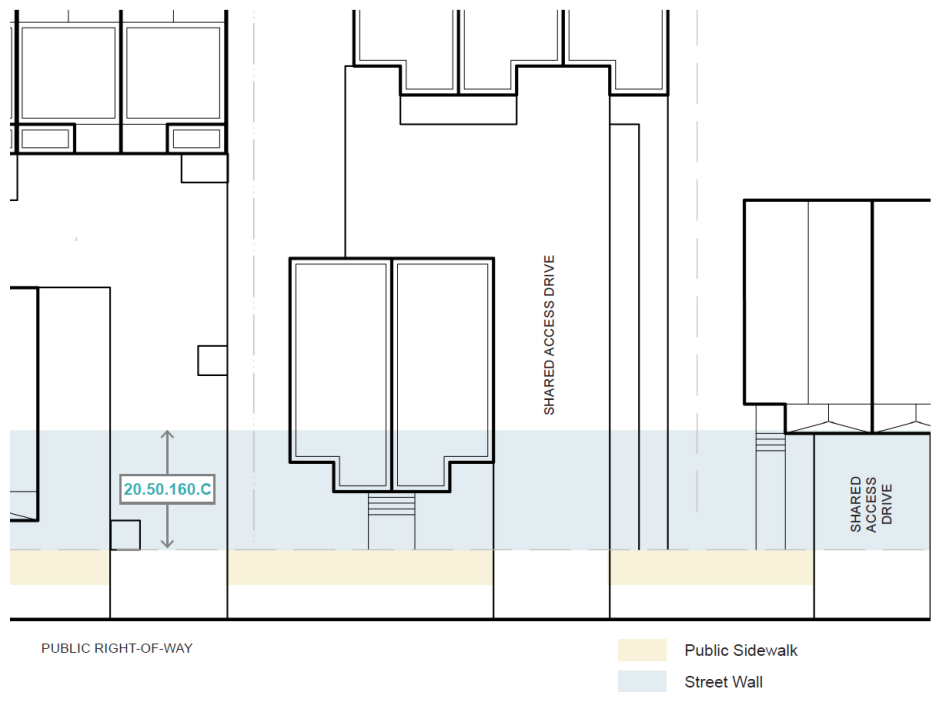 SHARED ACCESS DRIVE
20.50.160.C
SHARED
ACCESS
DRIVE
PUBLIC RIGHT-OF-WAY
Public Sidewalk
Street Wall